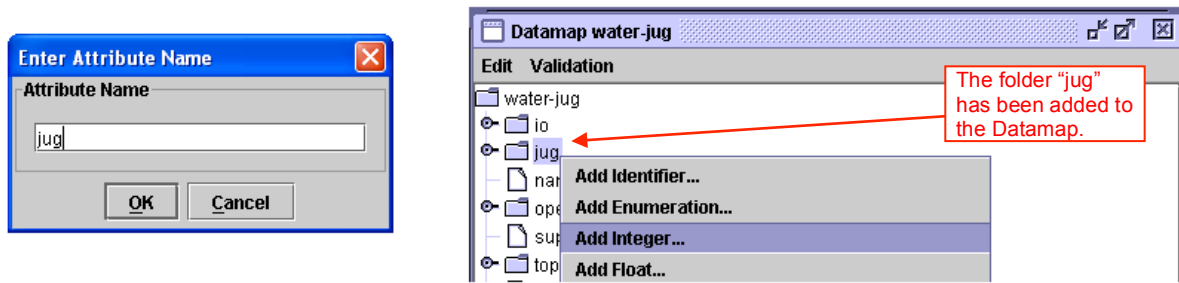 Enter Attribute Name
Attribute Name
jug
OK Cancel
Datamap water-jug
Edit Validation
water-jug
io
jug
Add Identifier...
Add Enumeration...
Add Integer...
Add Float...
top
The folder “jug”
has been added to
the Datamap.